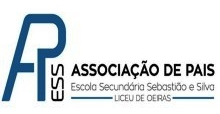 AP
ESS
ASSOCIAÇÃO DE PAIS
Escola Secundária Sebastião e Silva
LICEU DE OEIRAS